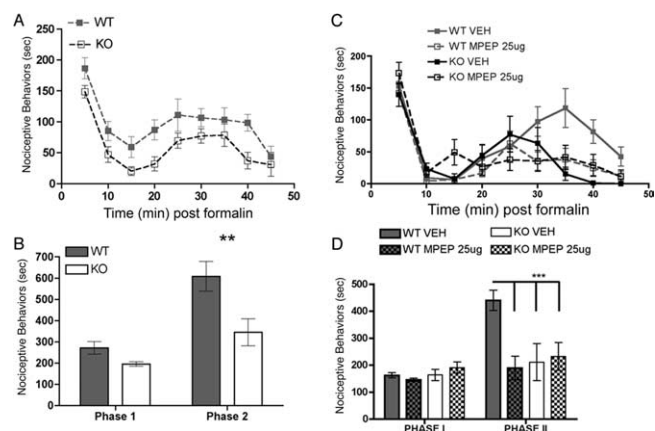 A
WT
KO
Nociceptive Behaviors (sec)
250
200
150
100
50
0
0 10 20 30 40 50
Time (min) post formalin
B
WT
KO
**
Nociceptive Behaviors (sec)
700
600
500
400
300
200
100
0
Phase 1 Phase 2
C
WT VEH
WT MPEP 25ug
KO VEH
KO MPEP 25ug
Nociceptive Behaviors (sec)
200
150
100
50
0
0 10 20 30 40 50
Time (min) post formalin
D
WT VEH KO VEH
WT MPEP 25ug KO MPEP 25ug
***
Nociceptive Behaviors (sec)
500
400
300
200
100
0
PHASE I PHASE II